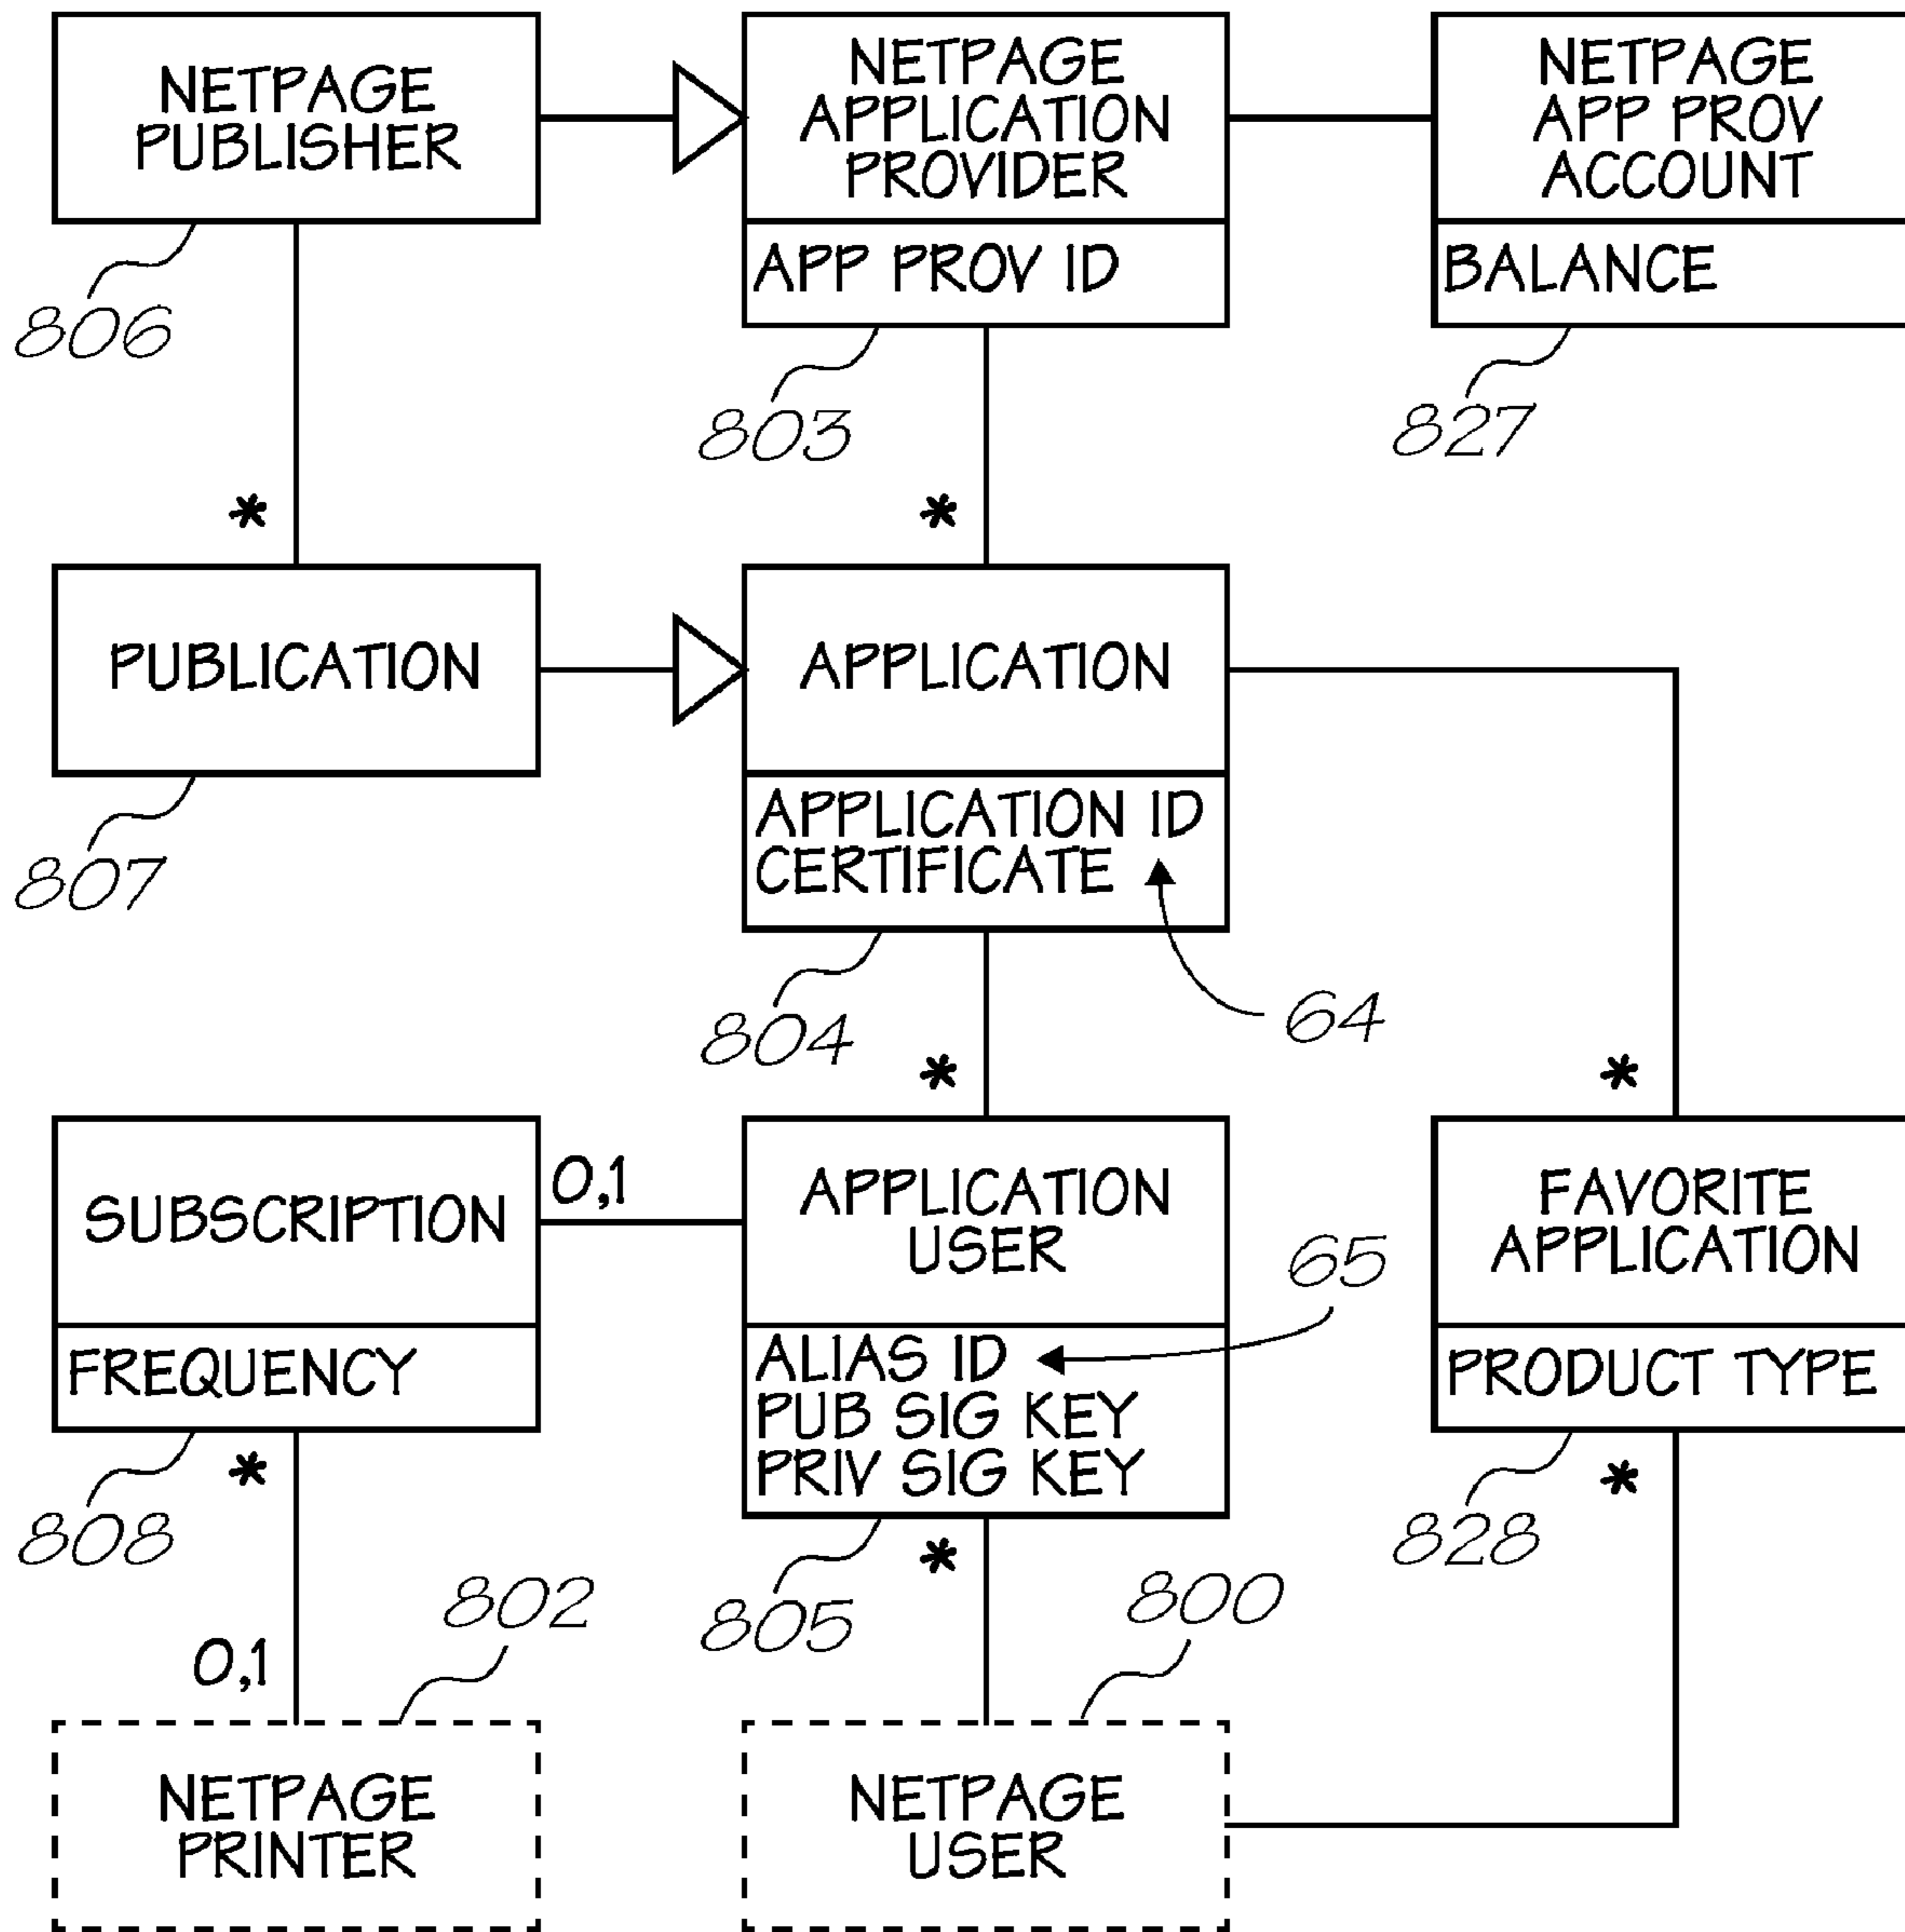 NETPAGE
PUBLISHER
806
NETPAGE
APPLICATION
PROVIDER
APP PROV ID
803
NETPAGE
APP PROV
ACCOUNT
BALANCE
827
*
*
PUBLICATION
807
APPLICATION
APPLICATION ID
CERTIFICATE
804
64
*
*
SUBSCRIPTION
0,1
FREQUENCY
808
*
APPLICATION
USER
65
ALIAS ID
PUB SIG KEY
PRIV SIG KEY
805
*
FAVORITE
APPLICATION
PRODUCT TYPE
828
*
802
800
0,1
NETPAGE
PRINTER
NETPAGE
USER